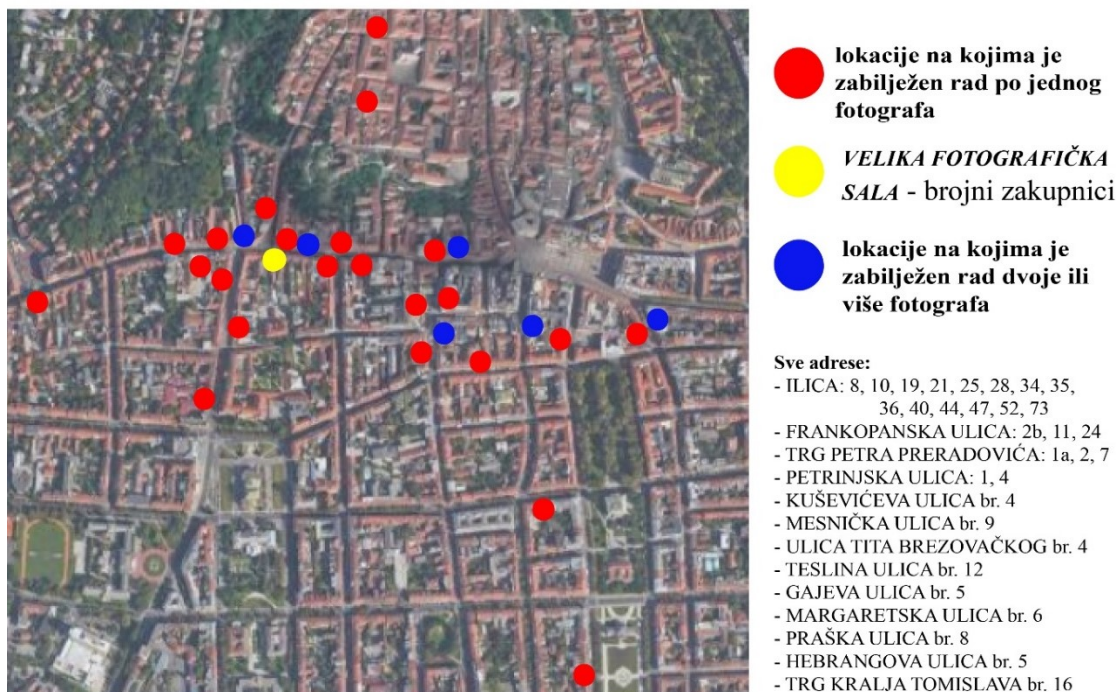 lokacije na kojima je
zabilježen rad po jednog
fotografa
VELIKA FOTOGRAFIČKA
SALA - brojni zakupnici
lokacije na kojima je
zabilježen rad dvoje ili
više fotografa
Sve adrese:
- ILICA: 8, 10, 19, 21, 25, 28, 34, 35,
36, 40, 44, 47, 52, 73
- FRANKOPANSKA ULICA: 2b, 11, 24
- TRG PETRA PRERADOVIĆA: 1a, 2, 7
- PETRINJSKA ULICA: 1, 4
- KUŠEVIĆEVA ULICA br. 4
- MESNIČKA ULICA br. 9
- ULICA TITA BREZOVAČKOG br. 4
- TESLINA ULICA br. 12
- GAJEVA ULICA br. 5
- MARGARETSKA ULICA br. 6
- PRAŠKA ULICA br. 8
- HEBRANGOVA ULICA br. 5
- TRG KRALJA TOMISLAVA br. 16